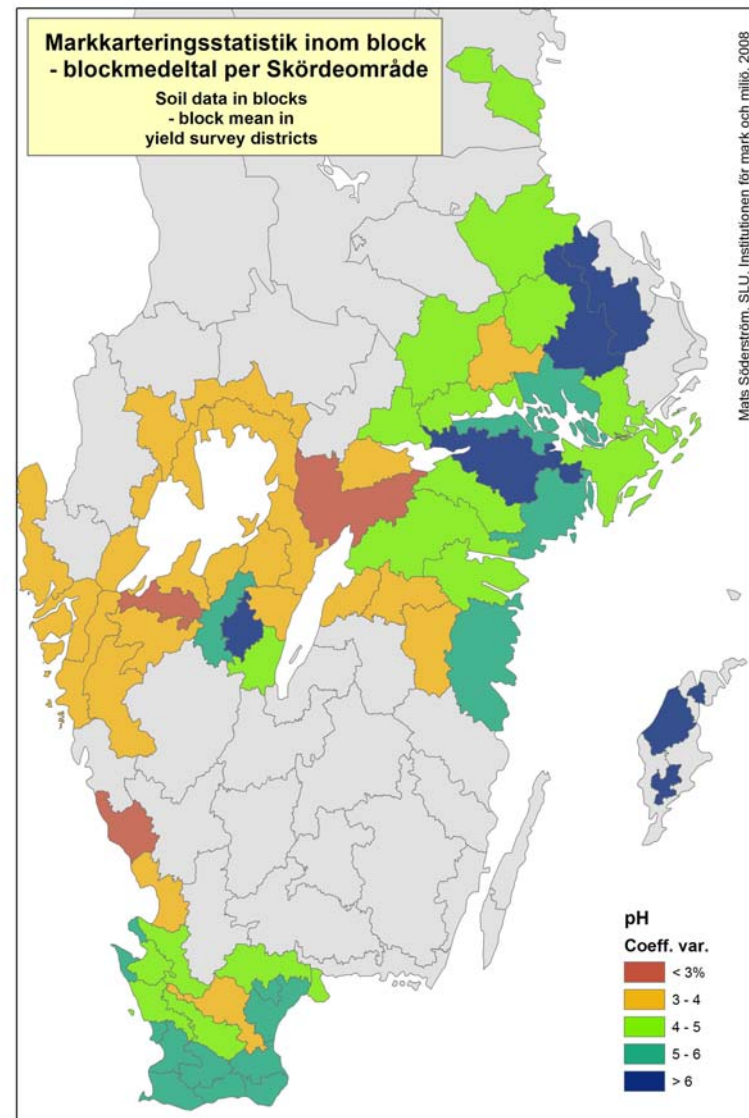 Markkarteringsstatistik inom block
- blockmedeltal per Skördeområde
Soil data in blocks
- block mean in
yield survey districts
Mats Söderström, SLU, Institutionen för mark och miljö, 2008
pH
Coeff. var.
< 3%
3 - 4
4 - 5
5 - 6
> 6